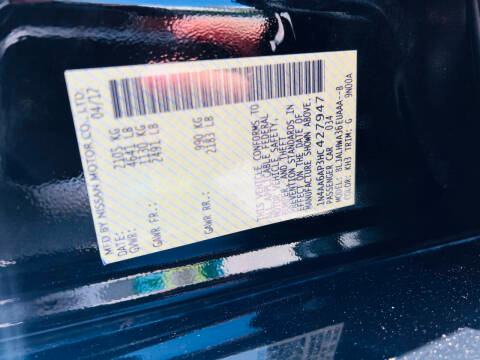 MFD BY NISSAN MOTOR CO., LTD.
DATE: 04/17
GVWR: 2105 KG
4641 LB
GAWR FR: 1130 KG
2491 LB
GAWR RR: 990 KG
2183 LB
THIS VEHICLE CONFORMS TO
ALL APPLICABLE FEDERAL
MOTOR VEHICLE SAFETY,
BUMPER, AND THEFT
PREVENTION STANDARDS IN
EFFECT ON THE DATE OF
MANUFACTURE SHOWN ABOVE.
1N4AA6AP3HC427947
PASSENGER CAR 034
COLOR: KH3 TRIM: G 9N00A